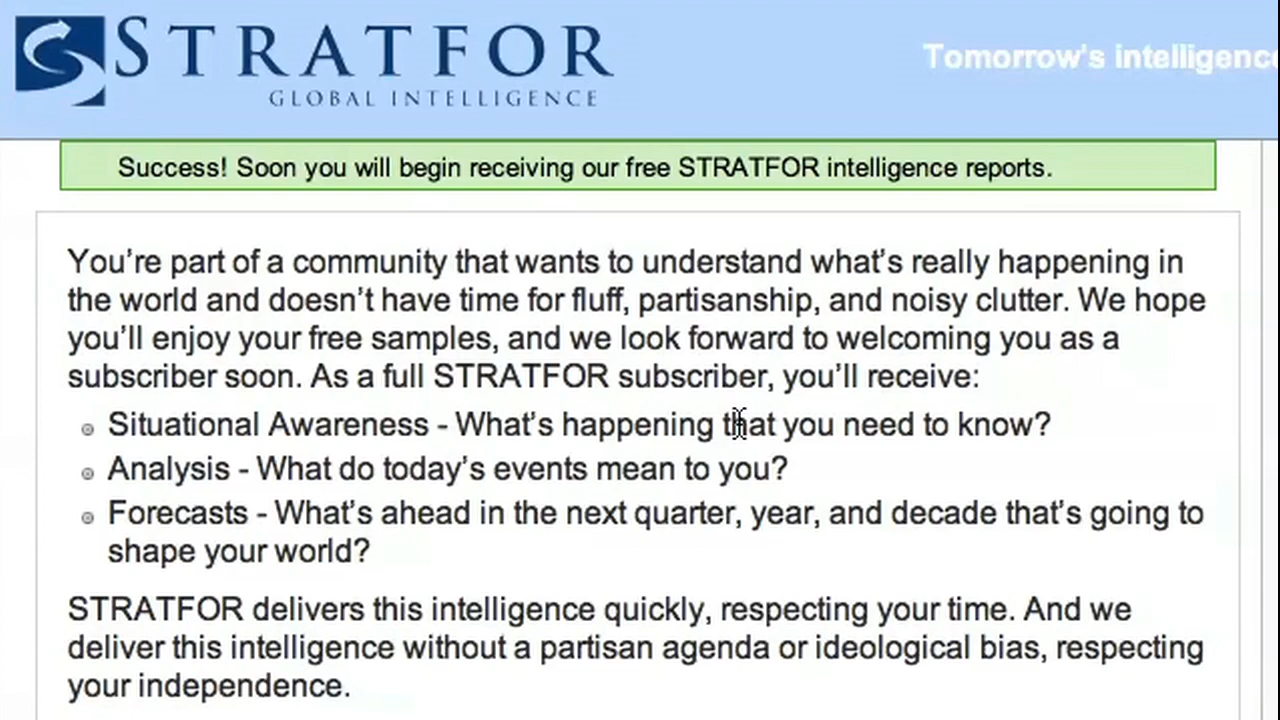 STRATFOR
GLOBAL INTELLIGENCE
Tomorrow's intelligence
Success! Soon you will begin receiving our free STRATFOR intelligence reports.
You’re part of a community that wants to understand what’s really happening in
the world and doesn’t have time for fluff, partisanship, and noisy clutter. We hope
you’ll enjoy your free samples, and we look forward to welcoming you as a
subscriber soon. As a full STRATFOR subscriber, you’ll receive:
Situational Awareness - What’s happening that you need to know?
Analysis - What do today’s events mean to you?
Forecasts - What’s ahead in the next quarter, year, and decade that’s going to
shape your world?
STRATFOR delivers this intelligence quickly, respecting your time. And we
deliver this intelligence without a partisan agenda or ideological bias, respecting
your independence.